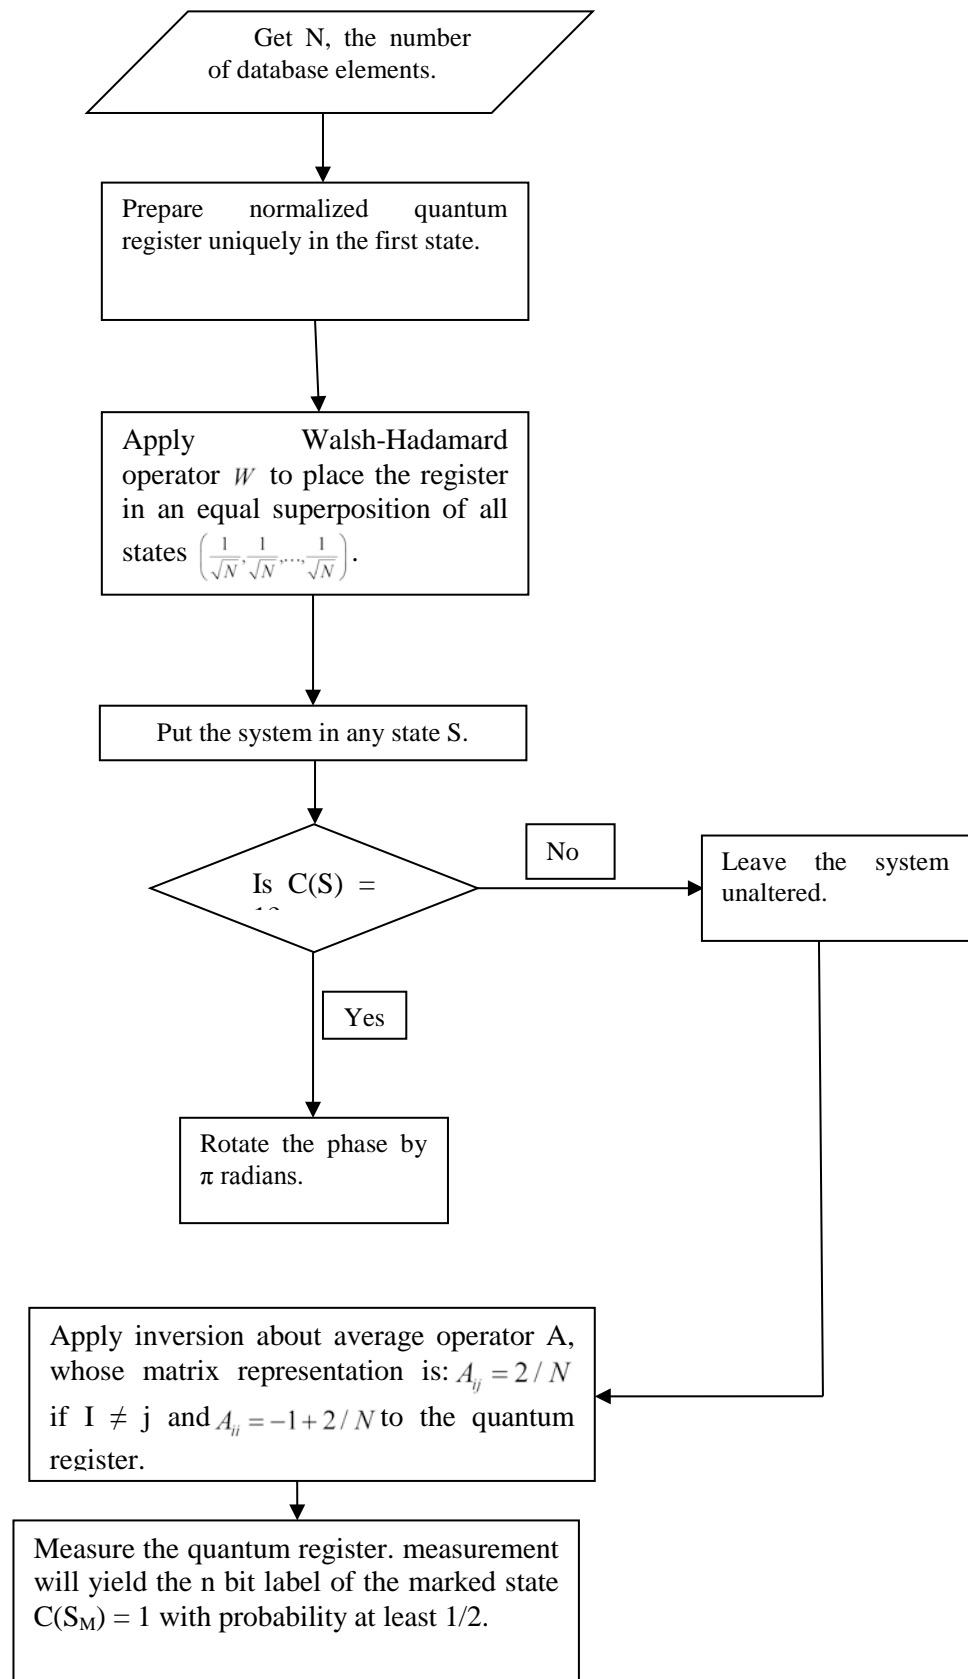 Get N, the number
of database elements.
Prepare normalized quantum
register uniquely in the first state.
Apply Walsh-Hadamard
operator W to place the register
in an equal superposition of all
states (1/√N, 1/√N, ..., 1/√N).
Put the system in any state S.
Is C(S) =
No
Leave the system
unaltered.
Yes
Rotate the phase by
π radians.
Apply inversion about average operator A,
whose matrix representation is: A_ij = 2 / N
if I ≠ j and A_ii = −1 + 2 / N to the quantum
register.
Measure the quantum register. measurement
will yield the n bit label of the marked state
C(S_M) = 1 with probability at least 1/2.